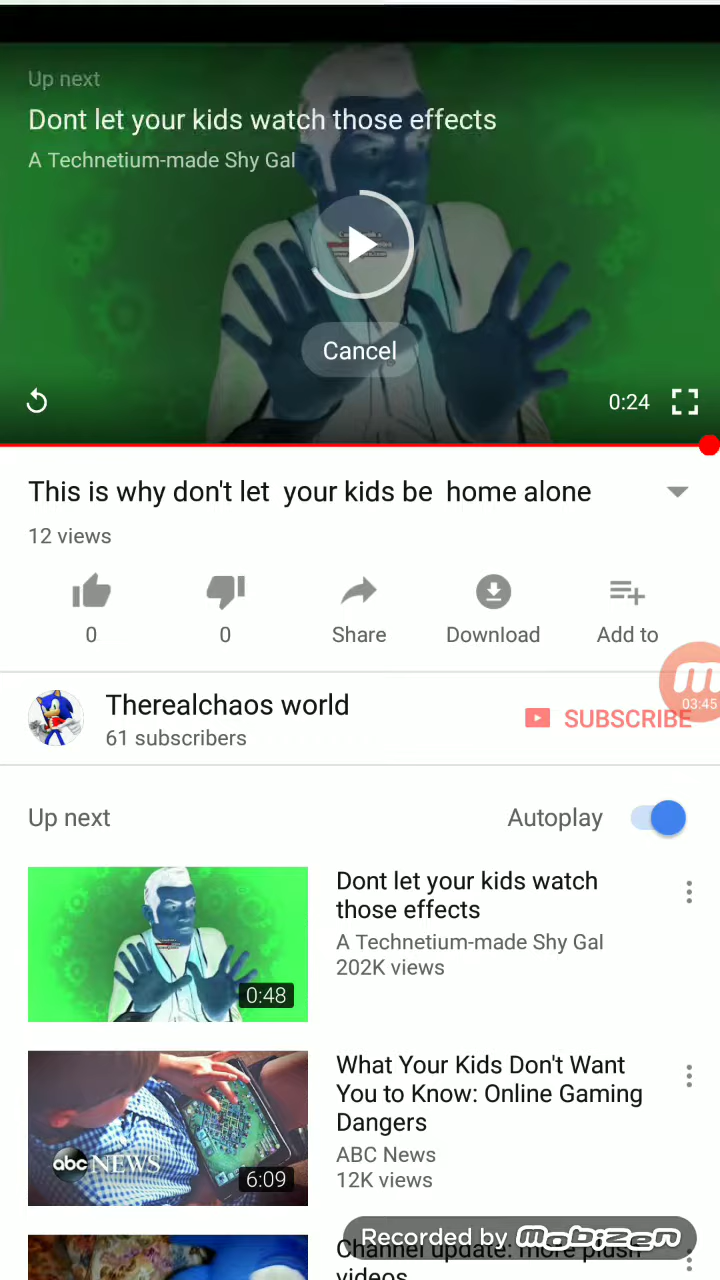 Up next
Dont let your kids watch those effects
A Technetium-made Shy Gal
Cancel
0:24
This is why don't let  your kids be  home alone
12 views
0
0
Share
Download
Add to
03:45
Therealchaos world
61 subscribers
SUBSCRIBE
Up next
Autoplay
Dont let your kids watch
those effects
A Technetium-made Shy Gal
202K views
0:48
What Your Kids Don't Want
You to Know: Online Gaming
Dangers
ABC News
12K views
abc NEWS
6:09
Recorded by mobizen
Channel update: more plush
videos